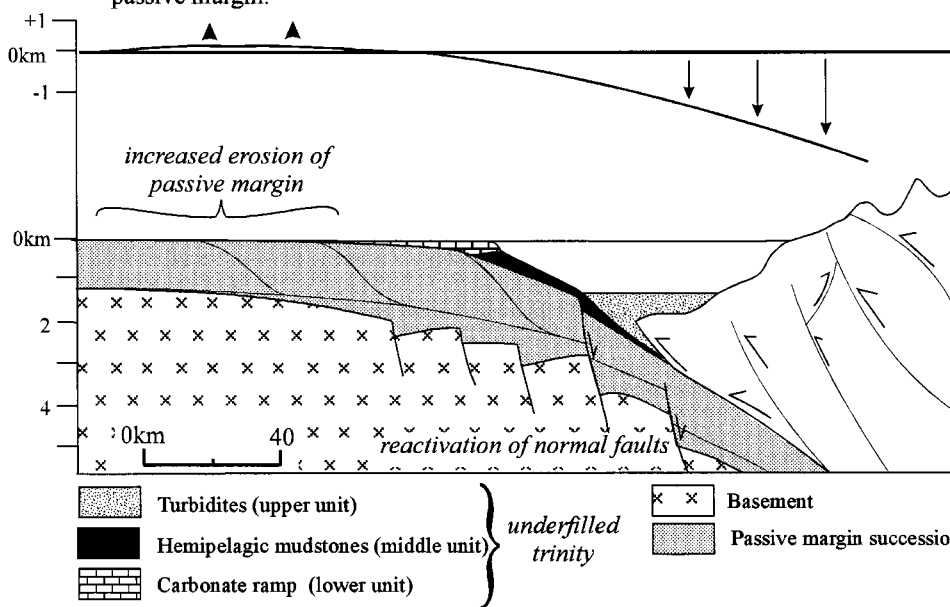 passive margin.
+1
0km
-1
increased erosion of
passive margin
0km
2
4
0km 40
reactivation of normal faults
Turbidites (upper unit)
Hemipelagic mudstones (middle unit)
Carbonate ramp (lower unit)
underfilled
trinity
Basement
Passive margin successio